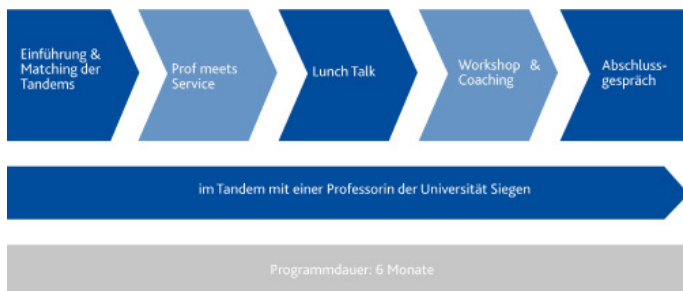 Einführung &
Matching der
Tandems
Prof meets
Service
Lunch Talk
Workshop &
Coaching
Abschluss-
gespräch
im Tandem mit einer Professorin der Universität Siegen
Programmdauer: 6 Monate